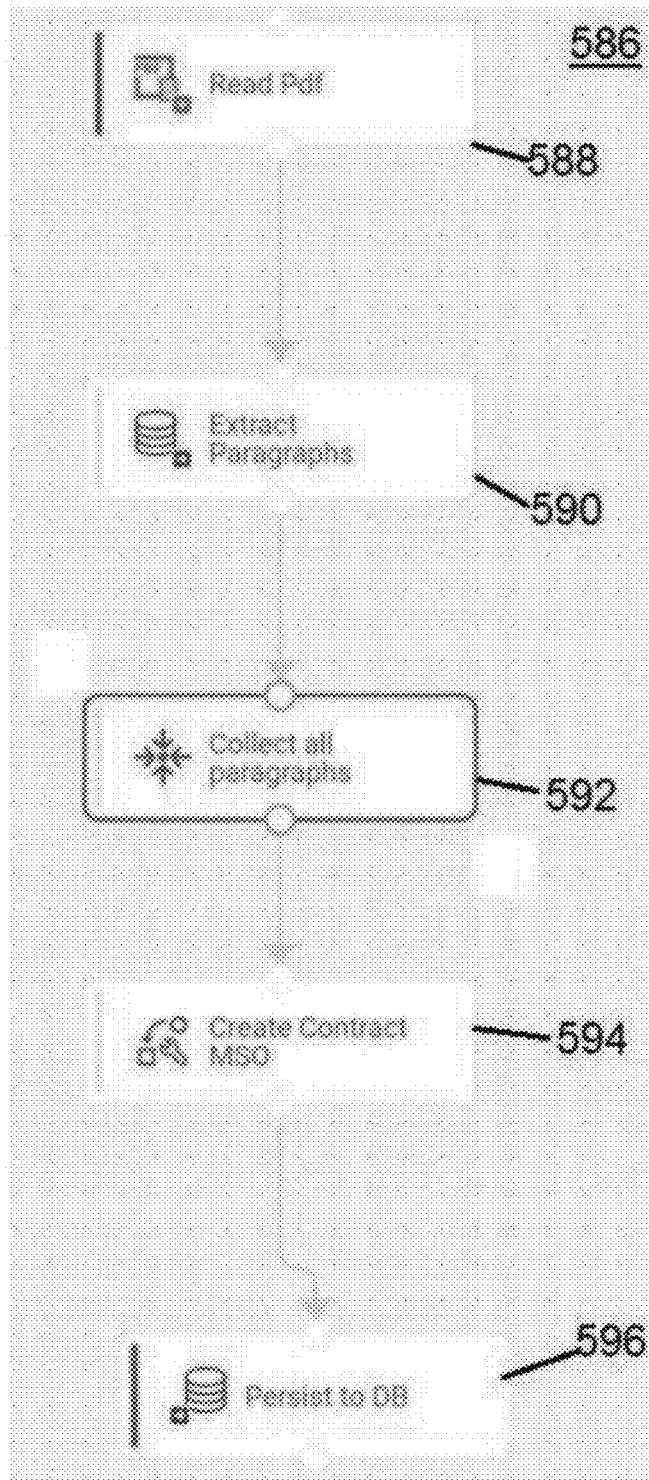 586
Read Pdf
588
Extract
Paragraphs
590
Collect all
paragraphs
592
Create Contract
MSO
594
596
Persist to DB